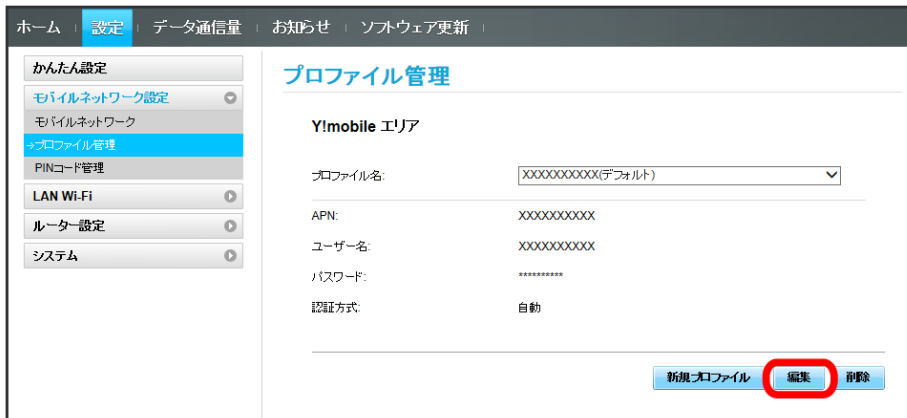 ホーム 設定 データ通信量 お知らせ ソフトウェア更新
かんたん設定
モバイルネットワーク設定
モバイルネットワーク
→プロファイル管理
PINコード管理
LAN Wi-Fi
ルーター設定
システム
プロファイル管理
Y!mobile エリア
プロファイル名: XXXXXXXXXX(デフォルト)
APN: XXXXXXXXXX
ユーザー名: XXXXXXXXXX
パスワード: **********
認証方式: 自動
新規プロファイル 編集 削除